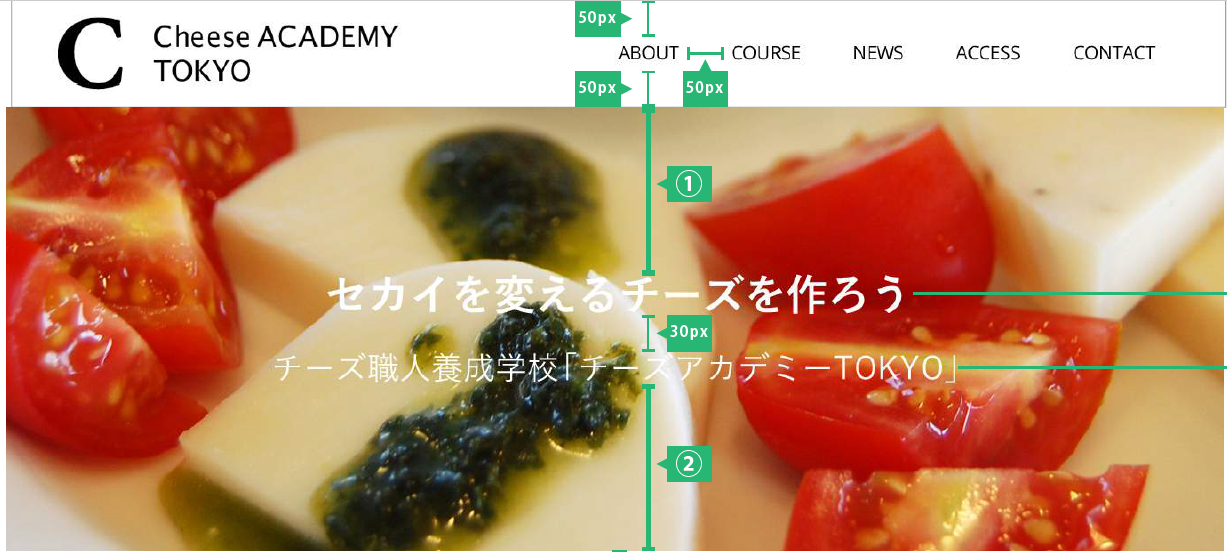 C
Cheese ACADEMY
TOKYO
50px
ABOUT
COURSE
NEWS
ACCESS
CONTACT
50px
50px
①
セカイを変えるチーズを作ろう
30px
チーズ職人養成学校「チーズアカデミーTOKYO」
②